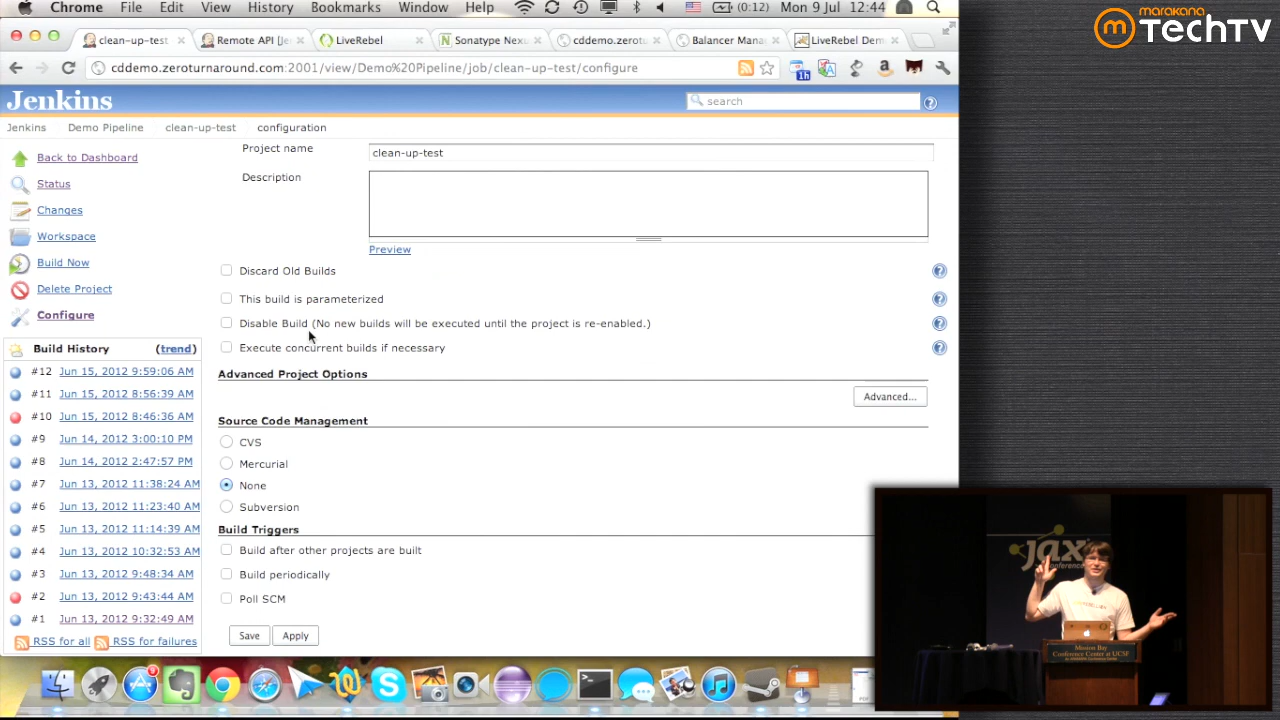 Chrome File Edit View History Bookmarks Window Help (0:12) Mon 9 Jul 12:44
marakana
TechTV
clean-up-test
Remote API [Je
LiveRebel
Sonatype Nexu
cddemo.zerotu
Balancer Mana
LiveRebel Dem
cddemo.zeroturnaround.com:2001/view/Demo%20Pipeline/job/clean-up-test/configure
Jenkins
search
Jenkins Demo Pipeline clean-up-test configuration
Project name clean-up-test
Description
Preview
Back to Dashboard
Status
Changes
Workspace
Build Now
Delete Project
Configure
Build History (trend)
#12 Jun 15, 2012 9:59:06 AM
#11 Jun 15, 2012 8:56:39 AM
#10 Jun 15, 2012 8:46:36 AM
#9 Jun 14, 2012 3:00:10 PM
#8 Jun 14, 2012 2:47:57 PM
#7 Jun 13, 2012 11:38:24 AM
#6 Jun 13, 2012 11:23:40 AM
#5 Jun 13, 2012 11:14:39 AM
#4 Jun 13, 2012 10:32:53 AM
#3 Jun 13, 2012 9:48:34 AM
#2 Jun 13, 2012 9:43:44 AM
#1 Jun 13, 2012 9:32:49 AM
RSS for all RSS for failures
Discard Old Builds
This build is parameterized
Disable Build (No new builds will be executed until the project is re-enabled.)
Execute concurrent builds if necessary
Advanced Project Options
Advanced...
Source Code Management
CVS
Mercurial
None
Subversion
Build Triggers
Build after other projects are built
Build periodically
Poll SCM
Save Apply
jax
conference
Mission Bay
Conference Center at UCSF